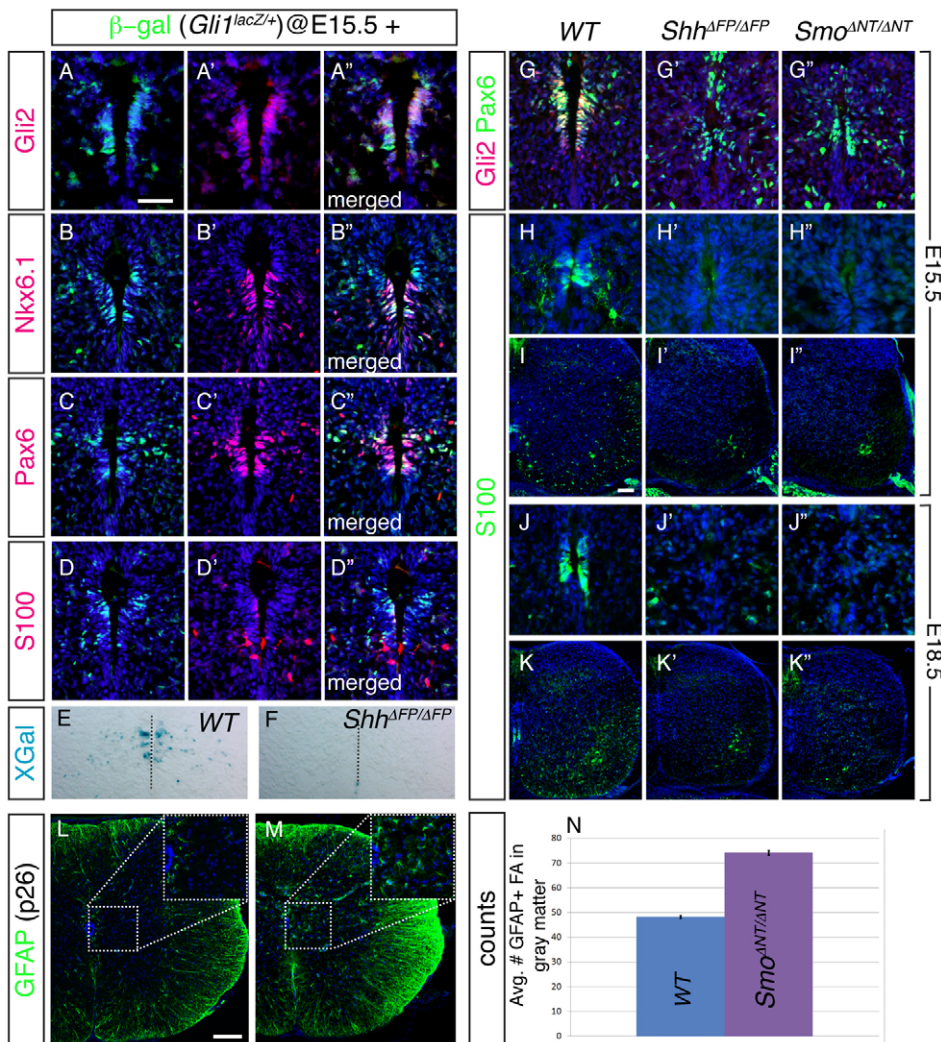 β-gal (Gli1lacZ/+)@E15.5 +
Gli2
A
A'
A"
merged
Nkx6.1
B
B'
B"
merged
Pax6
C
C'
C"
merged
S100
D
D'
D"
merged
XGal
E
WT
F
ShhΔFP/ΔFP
WT
ShhΔFP/ΔFP
SmoΔNT/ΔNT
Gli2 Pax6
G
G'
G"
S100
H
H'
H"
I
I'
I"
E15.5
J
J'
J"
K
K'
K"
E18.5
GFAP (p26)
L
M
counts
N
Avg. # GFAP+ FA in
gray matter
80
70
60
50
40
30
20
10
0
WT
SmoΔNT/ΔNT